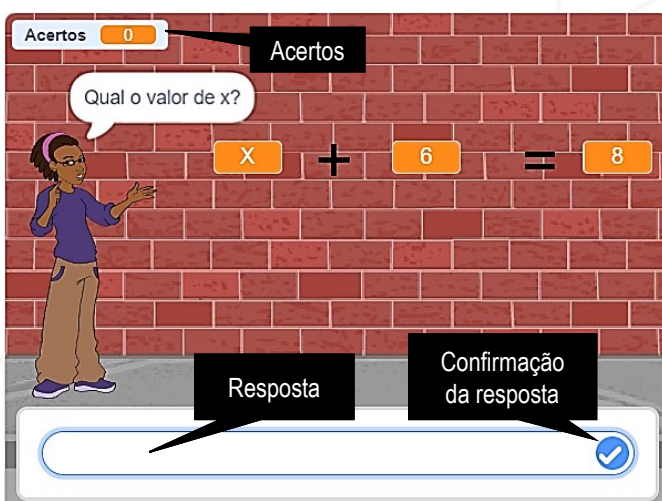 Acertos 0
Acertos
Qual o valor de x?
X + 6 = 8
Resposta
Confirmação
da resposta